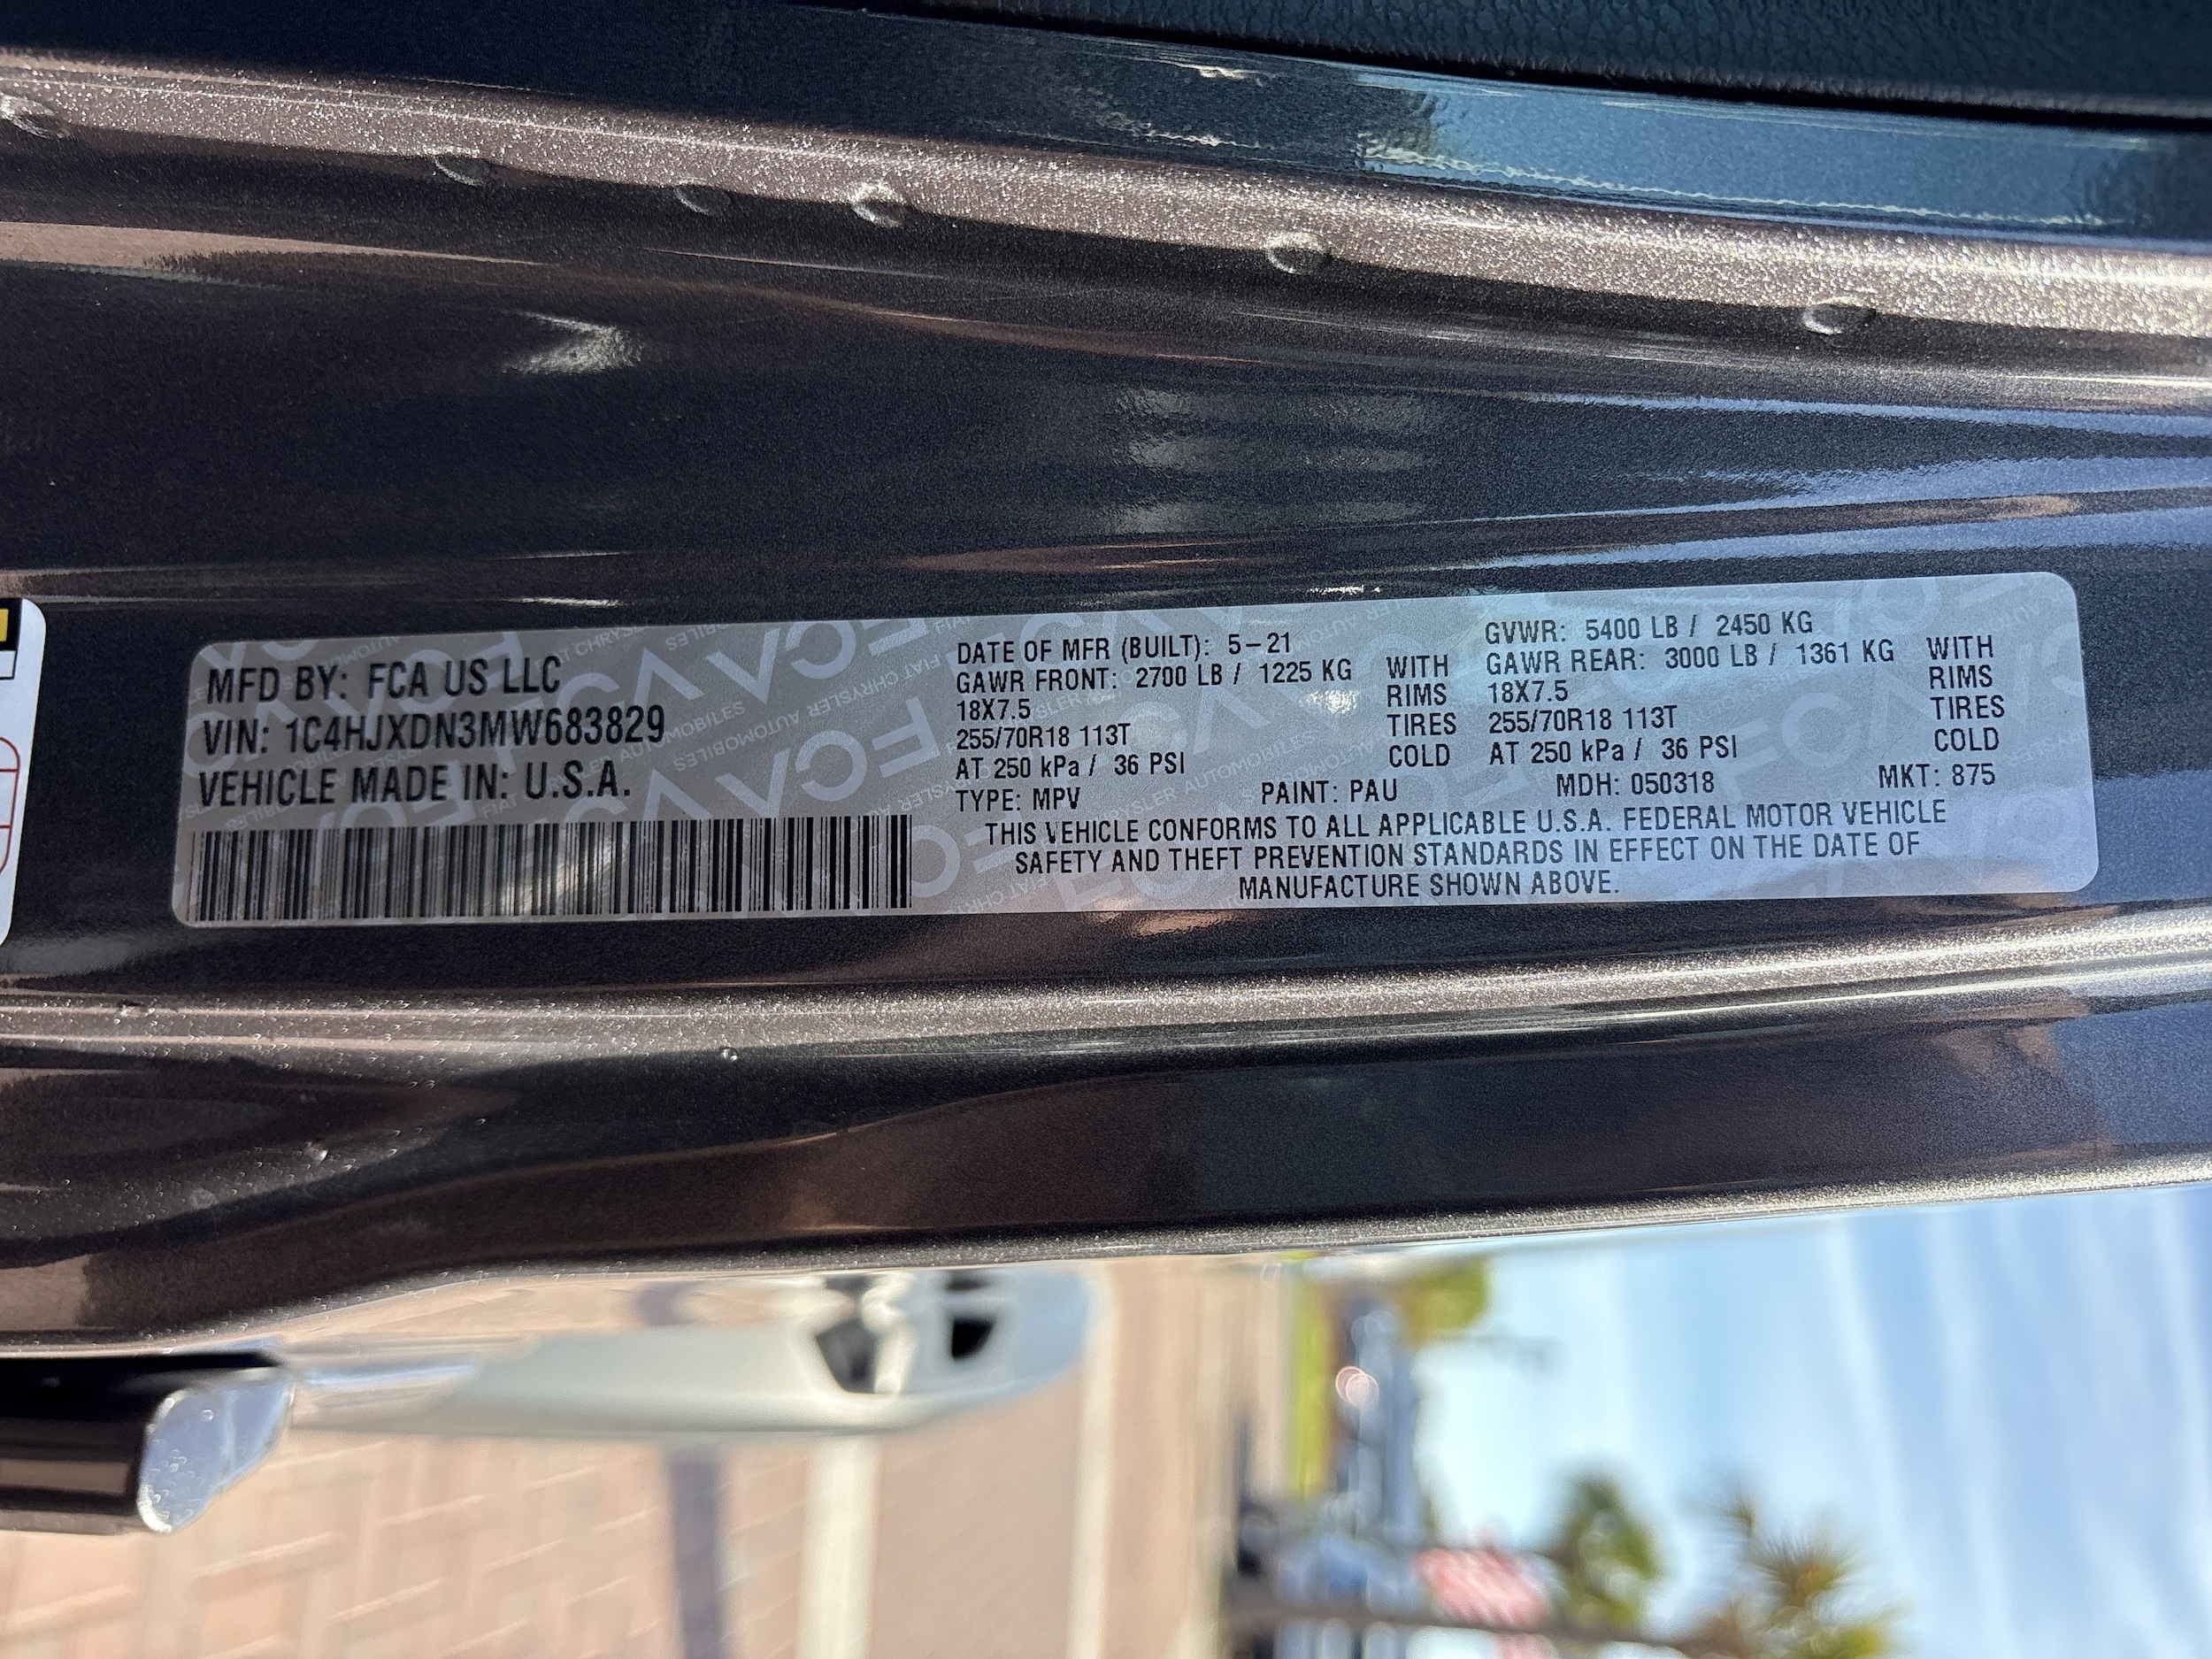 MFD BY: FCA US LLC
VIN: 1C4HJXDN3MW683829
VEHICLE MADE IN: U.S.A.
DATE OF MFR (BUILT): 5-21
GAWR FRONT: 2700 LB / 1225 KG WITH
18X7.5 RIMS
255/70R18 113T TIRES
AT 250 kPa / 36 PSI COLD
GVWR: 5400 LB / 2450 KG
GAWR REAR: 3000 LB / 1361 KG WITH
18X7.5 RIMS
255/70R18 113T TIRES
AT 250 kPa / 36 PSI COLD
TYPE: MPV PAINT: PAU MDH: 050318 MKT: 875
THIS VEHICLE CONFORMS TO ALL APPLICABLE U.S.A. FEDERAL MOTOR VEHICLE
SAFETY AND THEFT PREVENTION STANDARDS IN EFFECT ON THE DATE OF
MANUFACTURE SHOWN ABOVE.